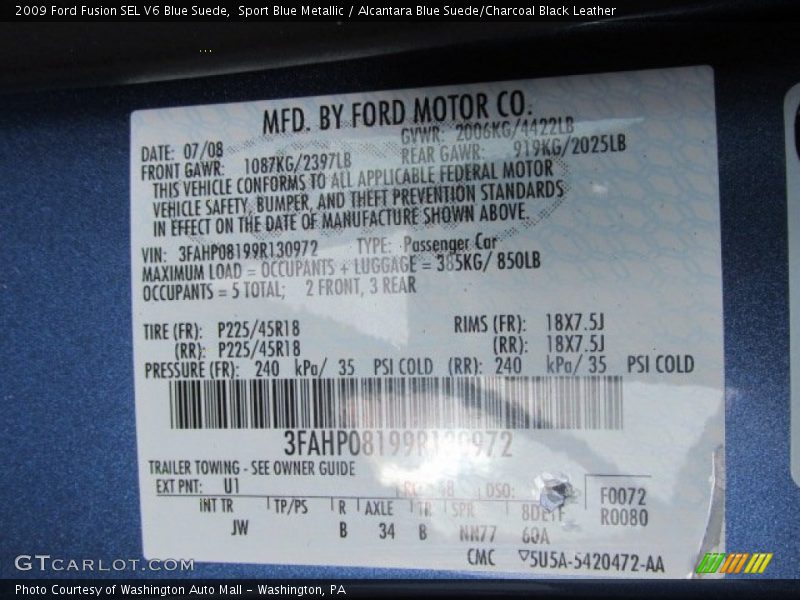 2009 Ford Fusion SEL V6 Blue Suede,  Sport Blue Metallic / Alcantara Blue Suede/Charcoal Black Leather
MFD. BY FORD MOTOR CO.
DATE: 07/08 GVWR: 2006KG/4422LB
FRONT GAWR: 1087KG/2397LB REAR GAWR: 919KG/2025LB
THIS VEHICLE CONFORMS TO ALL APPLICABLE FEDERAL MOTOR
VEHICLE SAFETY, BUMPER, AND THEFT PREVENTION STANDARDS
IN EFFECT ON THE DATE OF MANUFACTURE SHOWN ABOVE.
VIN: 3FAHP08199R130972 TYPE: Passenger Car
MAXIMUM LOAD = OCCUPANTS + LUGGAGE = 385KG/ 850LB
OCCUPANTS = 5 TOTAL; 2 FRONT, 3 REAR
TIRE (FR): P225/45R18 RIMS (FR): 18X7.5J
(RR): P225/45R18 (RR): 18X7.5J
PRESSURE (FR): 240 kPa/ 35 PSI COLD (RR): 240 kPa/ 35 PSI COLD
3FAHP08199R130972
TRAILER TOWING - SEE OWNER GUIDE
EXT PNT: U1 DSO: F0072
INT TR TP/PS R AXLE TR SPR R0080
JW B 34 B NN77 60A
CMC ▽5U5A-5420472-AA
GTCARLOT.COM
Photo Courtesy of Washington Auto Mall – Washington, PA